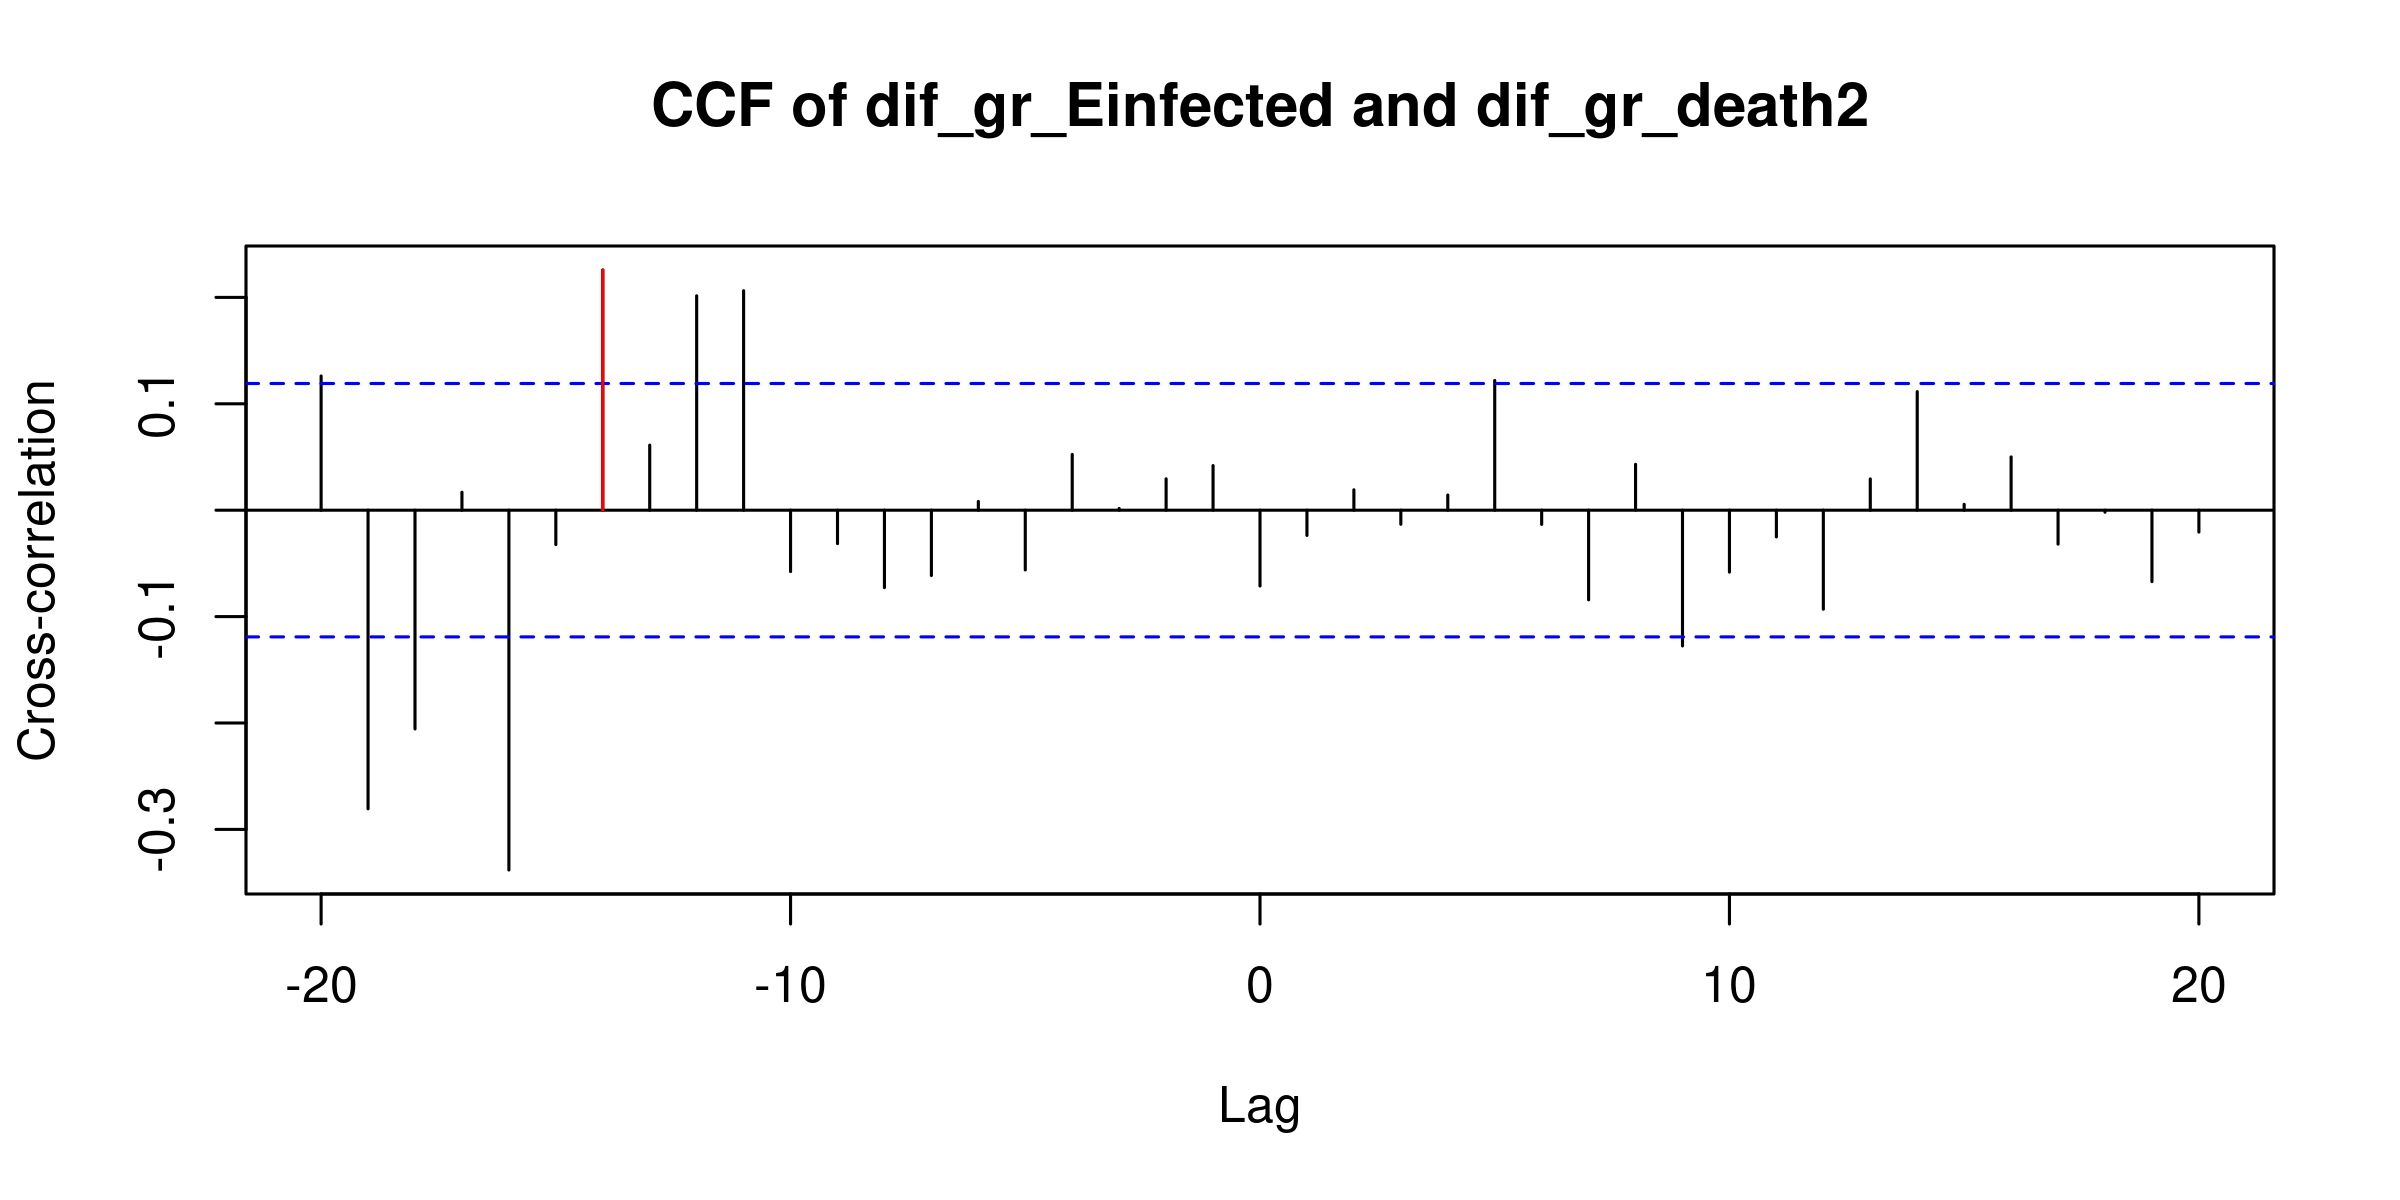 CCF of dif_gr_Einfected and dif_gr_death2
Cross-correlation
0.1
-0.1
-0.3
-20
-10
0
10
20
Lag